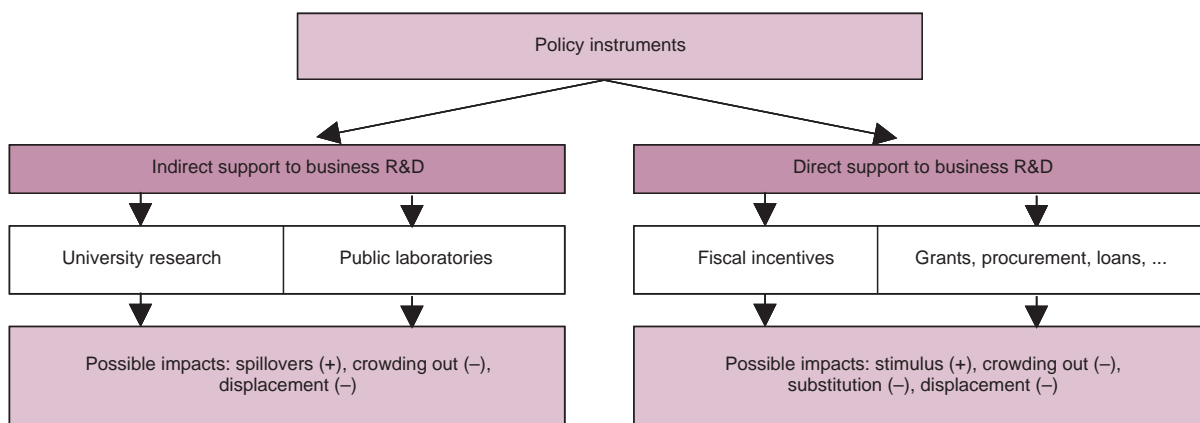 Policy instruments
Indirect support to business R&D
Direct support to business R&D
University research
Public laboratories
Fiscal incentives
Grants, procurement, loans, ...
Possible impacts: spillovers (+), crowding out (–),
displacement (–)
Possible impacts: stimulus (+), crowding out (–),
substitution (–), displacement (–)